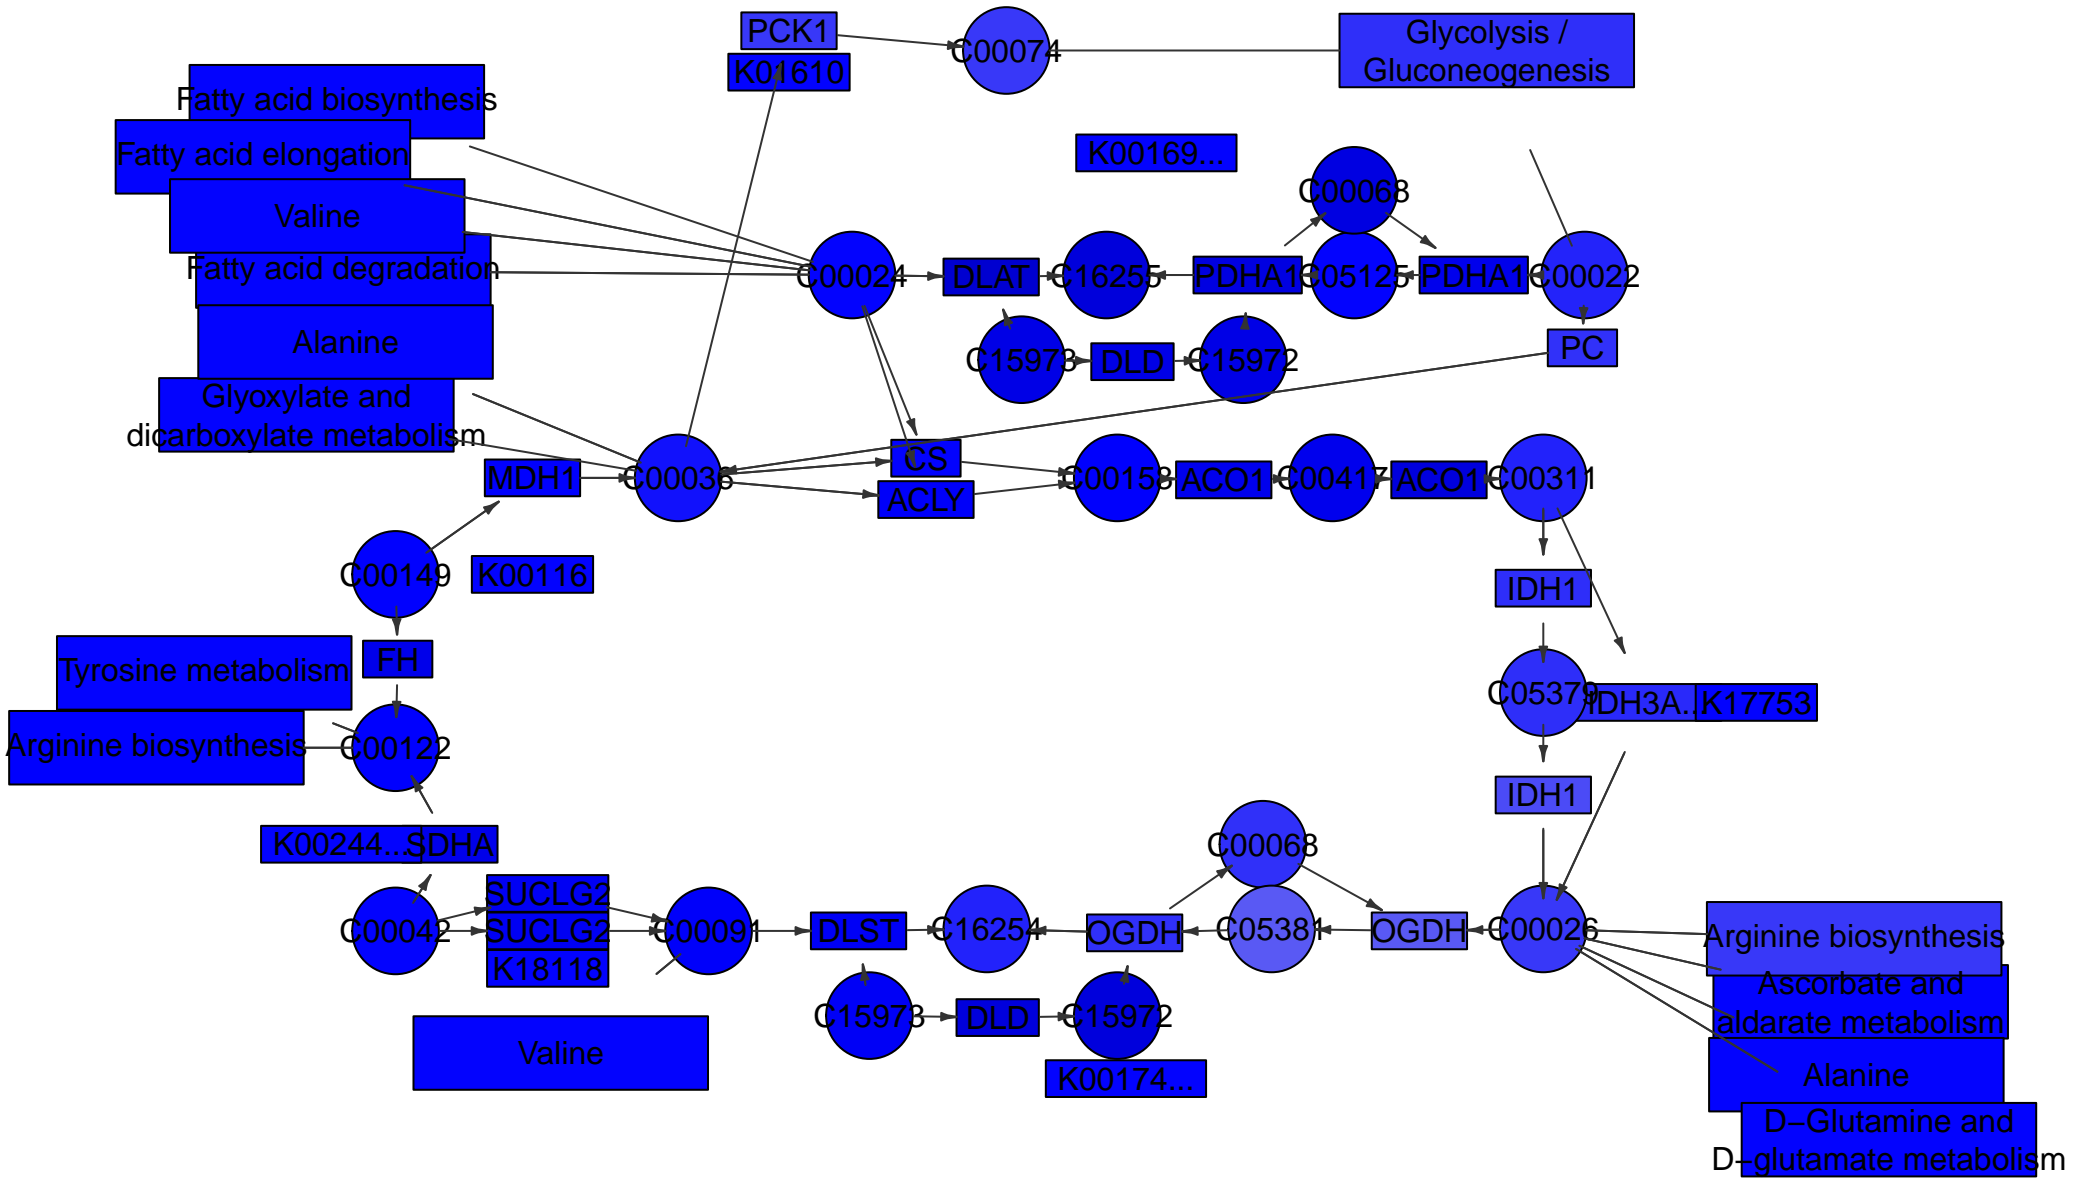 PCK1
C00074
Glycolysis /
Gluconeogenesis
K01610
Fatty acid biosynthesis
Fatty acid elongation
K00169...
C00068
Valine
Fatty acid degradation
C00024
DLAT
C16255
PDHA1
C05125
PDHA1
C00022
Alanine
C15973
DLD
C15972
PC
Glyoxylate and
dicarboxylate metabolism
MDH1
C00036
CS
ACLY
C00158
ACO1
C00417
ACO1
C00311
C00149
K00116
IDH1
Tyrosine metabolism
FH
C05379
IDH3A...
K17753
Arginine biosynthesis
C00122
IDH1
K00244...
SDHA
C00068
SUCLG2
C00042
SUCLG2
C00091
DLST
C16254
OGDH
C05381
OGDH
C00026
Arginine biosynthesis
K18118
Ascorbate and
aldarate metabolism
C15973
DLD
C15972
Valine
K00174...
Alanine
D−Glutamine and
D−glutamate metabolism